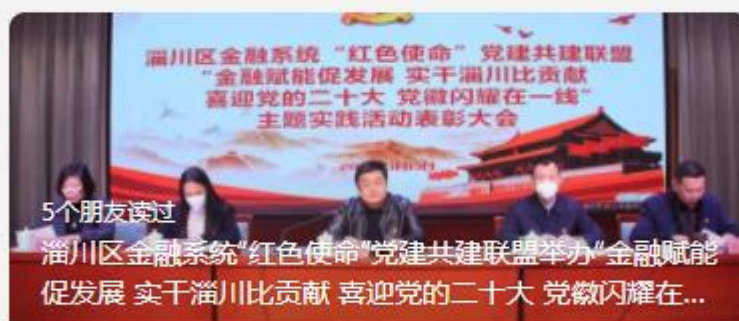 淄川区金融系统 “红色使命” 党建共建联盟
“金融赋能促发展 实干淄川比贡献
喜迎党的二十大 党徽闪耀在一线”
主题实践活动表彰大会
5个朋友读过
淄川区金融系统“红色使命”党建共建联盟举办“金融赋能
促发展 实干淄川比贡献 喜迎党的二十大 党徽闪耀在...